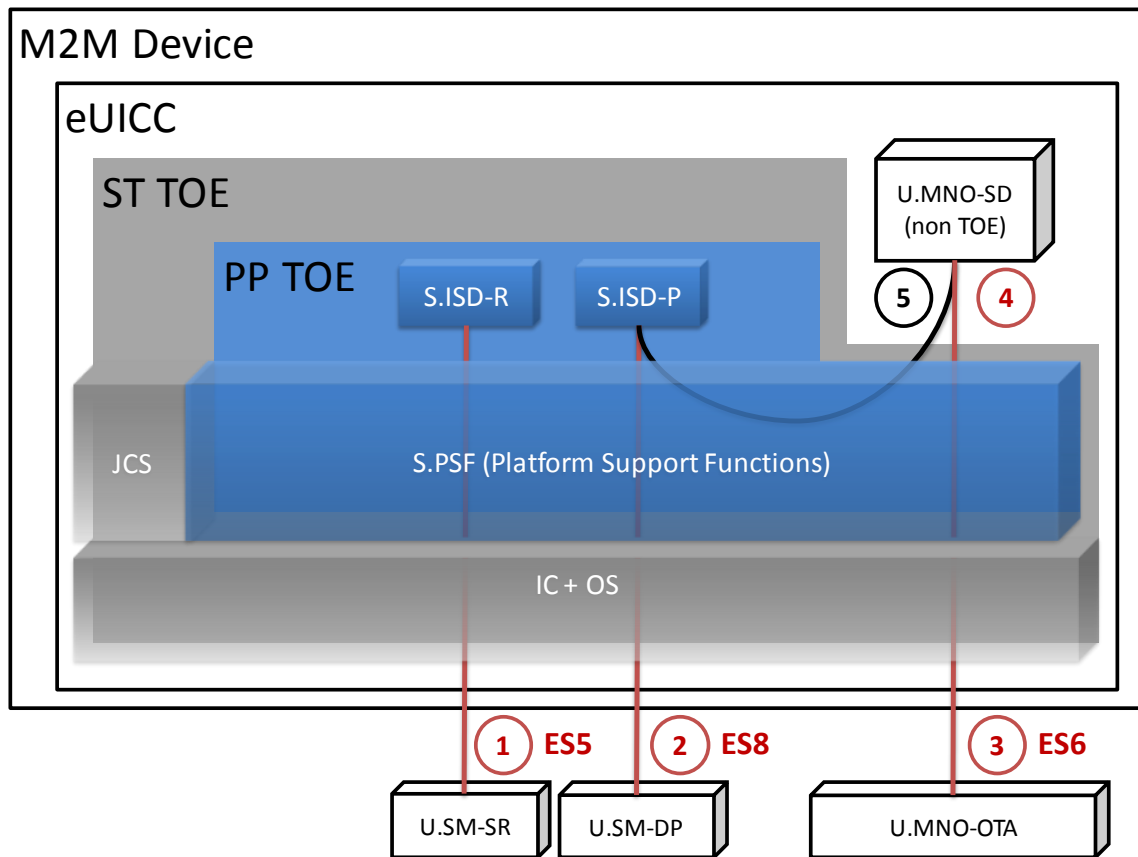 M2M Device
eUICC
ST TOE
U.MNO-SD
(non TOE)
PP TOE
S.ISD-R
S.ISD-P
5
4
JCS
S.PSF (Platform Support Functions)
IC + OS
1
ES5
2
ES8
3
ES6
U.SM-SR
U.SM-DP
U.MNO-OTA